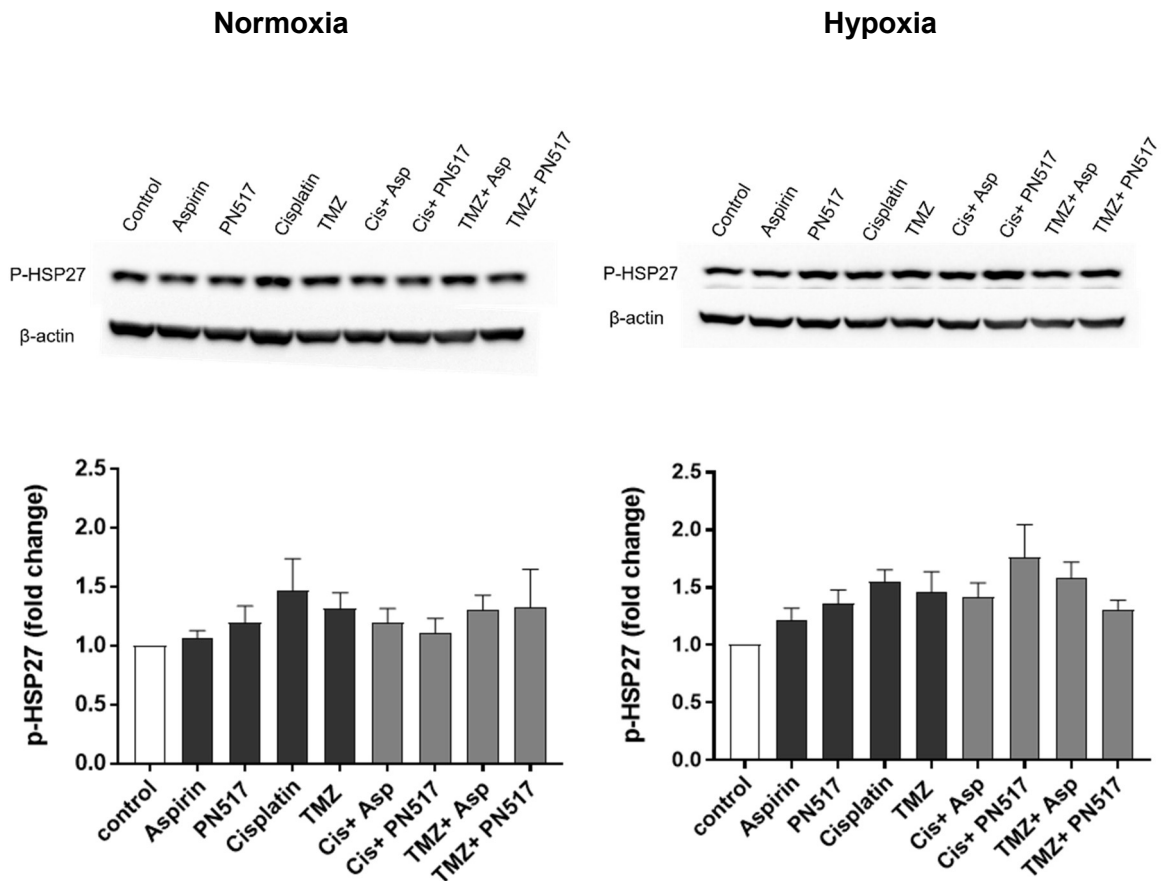 Normoxia
Control
Aspirin
PN517
Cisplatin
TMZ
Cis+ Asp
Cis+ PN517
TMZ+ Asp
TMZ+ PN517
P-HSP27
β-actin
p-HSP27 (fold change)
2.5
2.0
1.5
1.0
0.5
0.0
control
Aspirin
PN517
Cisplatin
TMZ
Cis+ Asp
Cis+ PN517
TMZ+ Asp
TMZ+ PN517
Hypoxia
Control
Aspirin
PN517
Cisplatin
TMZ
Cis+ Asp
Cis+ PN517
TMZ+ Asp
TMZ+ PN517
P-HSP27
β-actin
p-HSP27 (fold change)
2.5
2.0
1.5
1.0
0.5
0.0
control
Aspirin
PN517
Cisplatin
TMZ
Cis+ Asp
Cis+ PN517
TMZ+ Asp
TMZ+ PN517